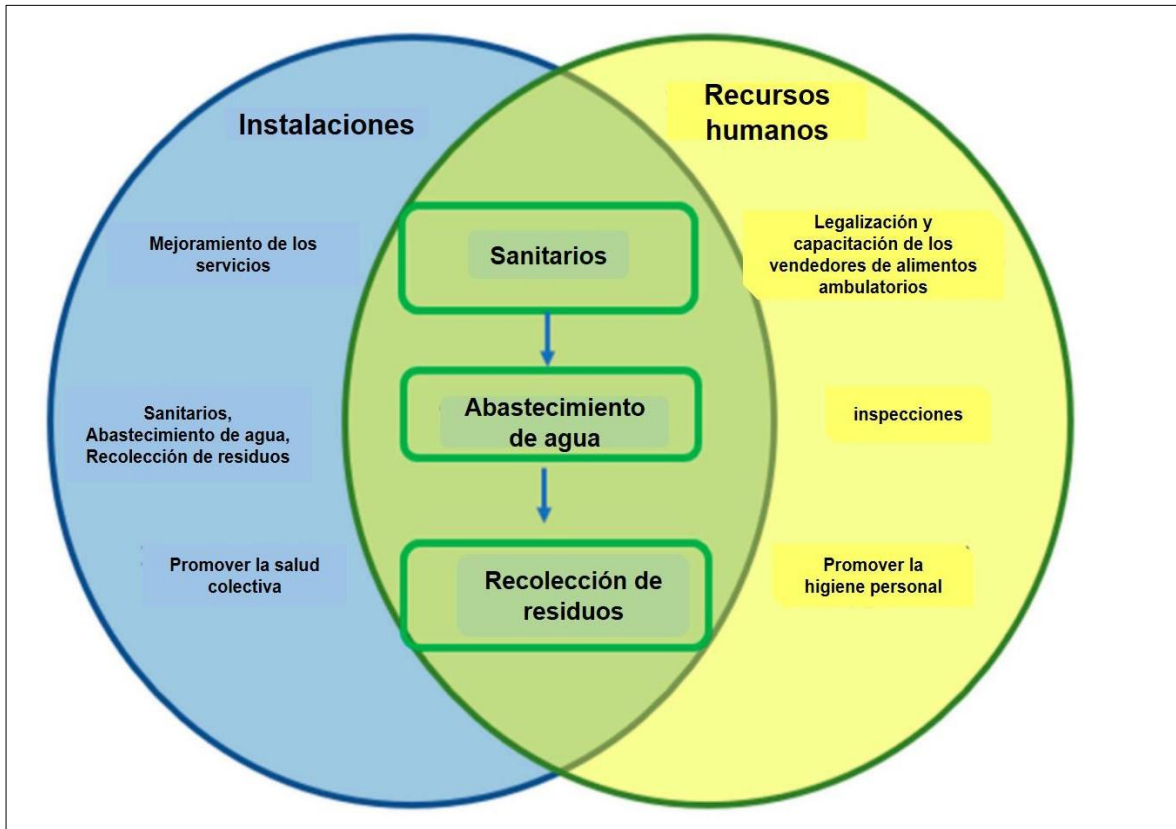 Instalaciones
Recursos
humanos
Mejoramiento de los
servicios
Sanitarios
Legalización y
capacitación de los
vendedores de alimentos
ambulatorios
Sanitarios,
Abastecimiento de agua,
Recolección de residuos
Abastecimiento
de agua
inspecciones
Promover la salud
colectiva
Recolección de
residuos
Promover la
higiene personal